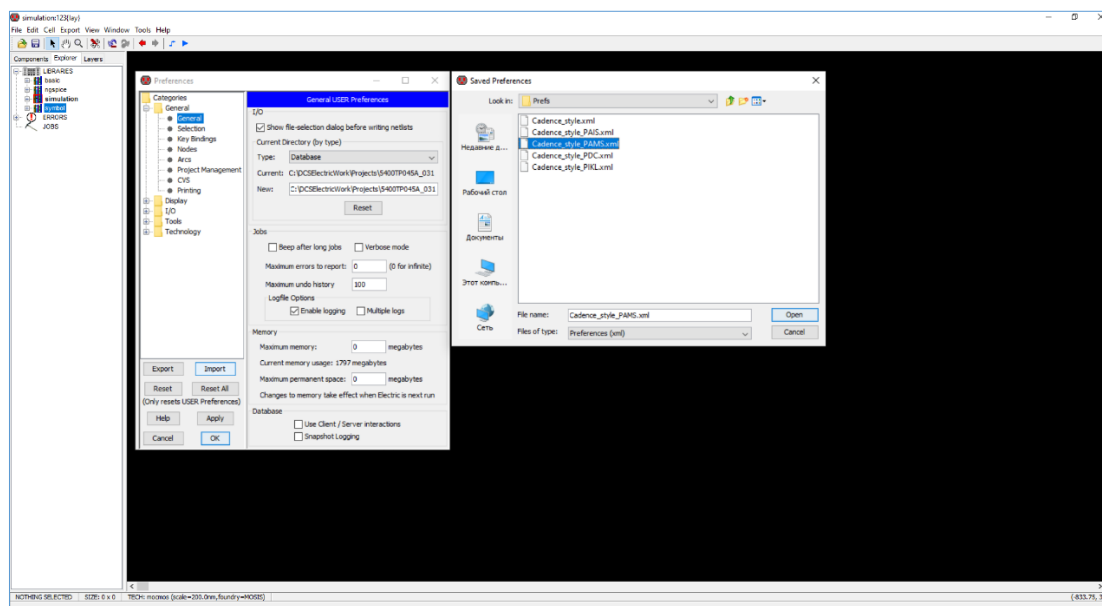 simulation:123{lay}
File Edit Cell Export View Window Tools Help
Components Explorer Layers
LIBRARIES
basic
ngspice
simulation
symbol
ERRORS
JOBS
Preferences
Categories
General
General
Selection
Key Bindings
Nodes
Arcs
Project Management
CVS
Printing
Display
I/O
Tools
Technology
Export Import
Reset Reset All
(Only resets USER Preferences)
Help Apply
Cancel OK
General USER Preferences
I/O
Show file-selection dialog before writing netlists
Current Directory (by type)
Type: Database
Current: C:\DCSElectricWork\Projects\5400TP045A_031
New: C:\DCSElectricWork\Projects\5400TP045A_031
Reset
Jobs
Beep after long jobs Verbose mode
Maximum errors to report: 0 (0 for infinite)
Maximum undo history 100
Logfile Options
Enable logging Multiple logs
Memory
Maximum memory: 0 megabytes
Current memory usage: 1797 megabytes
Maximum permanent space: 0 megabytes
Changes to memory take effect when Electric is next run
Database
Use Client / Server interactions
Snapshot Logging
Saved Preferences
Look in: Prefs
Недавние д...
Рабочий стол
Документы
Этот компь...
Сеть
Cadence_style.xml
Cadence_style_PAIS.xml
Cadence_style_PAMS.xml
Cadence_style_PDC.xml
Cadence_style_PIKL.xml
File name: Cadence_style_PAMS.xml Open
Files of type: Preferences (xml) Cancel
NOTHING SELECTED SIZE: 0 x 0 TECH: mocmos (scale=200.0nm,foundry=MOSIS) (-833.75, 3